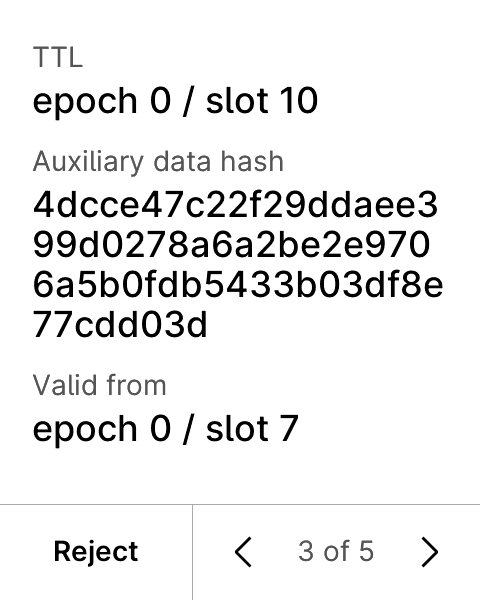 TTL
epoch 0 / slot 10
Auxiliary data hash
4dcce47c22f29ddaee3
99d0278a6a2be2e970
6a5b0fdb5433b03df8e
77cdd03d
Valid from
epoch 0 / slot 7
Reject
3 of 5